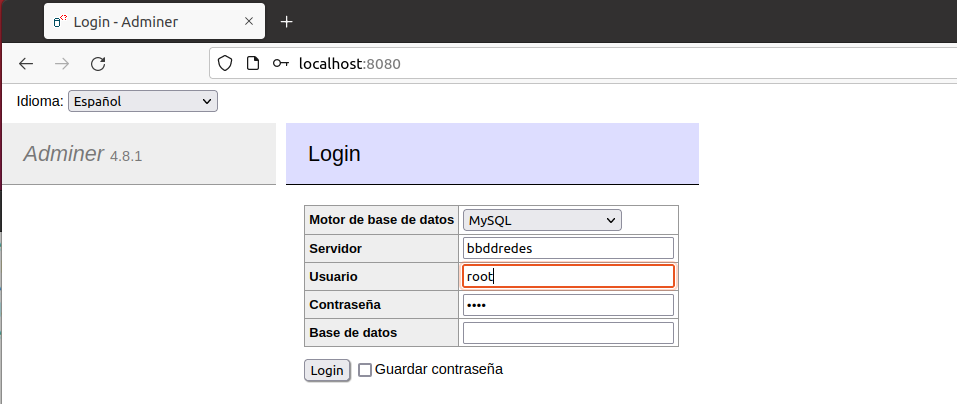 Login - Adminer
localhost:8080
Idioma: Español
Adminer 4.8.1
Login
Motor de base de datos MySQL
Servidor bbddredes
Usuario root
Contraseña ••••
Base de datos
Login Guardar contraseña